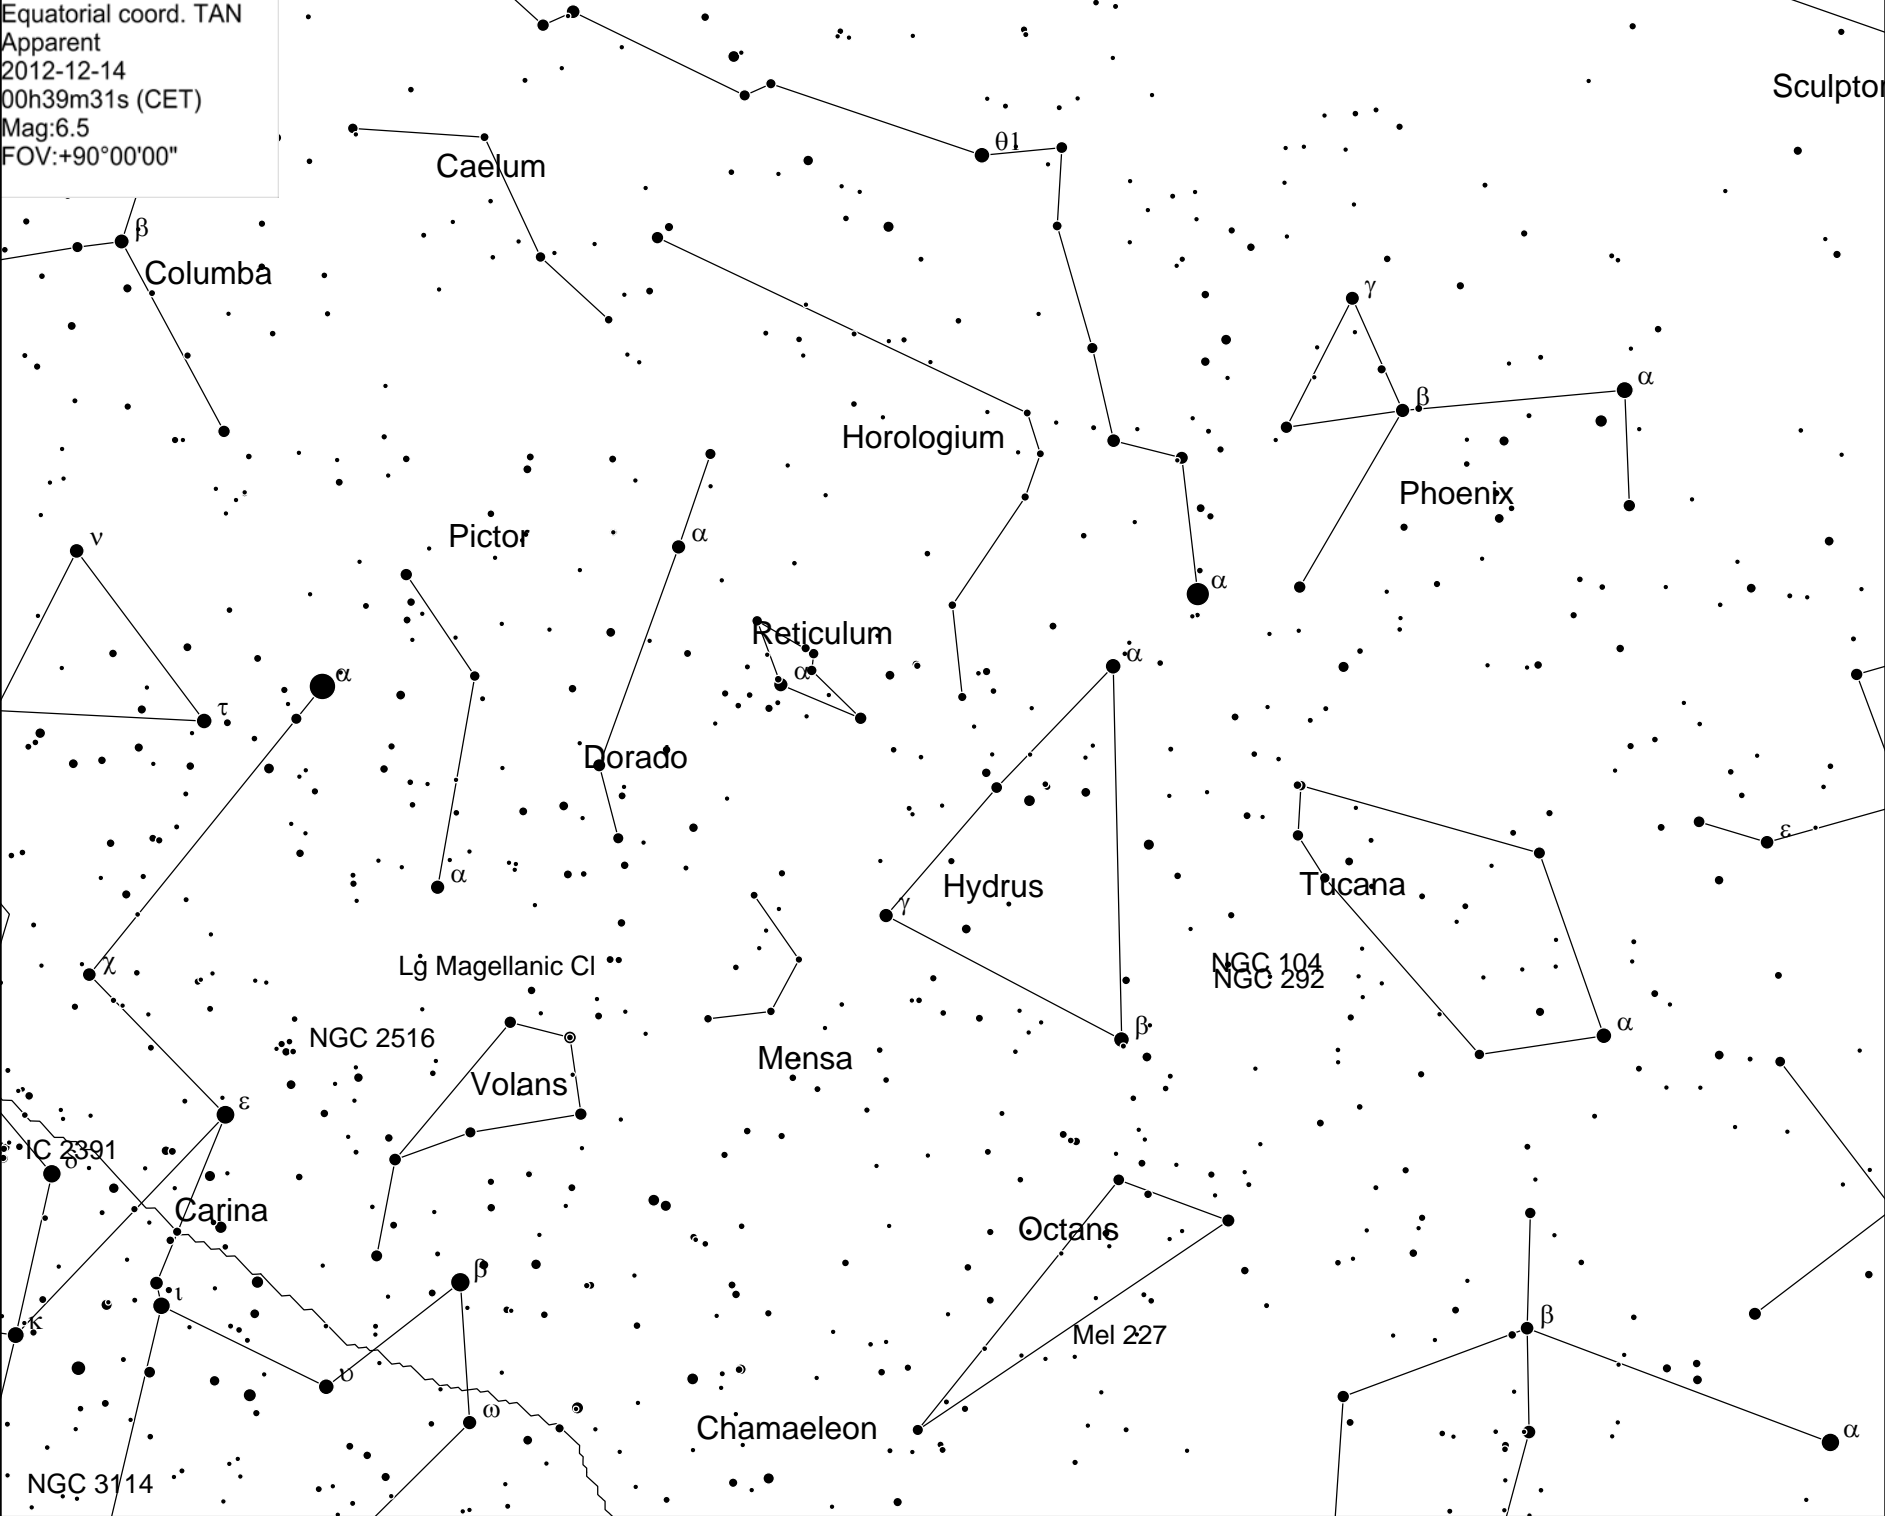 Equatorial coord. TAN
Apparent
2012-12-14
00h39m31s (CET)
Mag:6.5
FOV:+90°00'00"
Sculptor
θ1
Caelum
β
Columba
γ
α
β
Horologium
Phoenix
ν
Pictor
α
α
Reticulum
α
α
α
τ
Dorado
ε
α
Hydrus
Tucana
γ
χ
Lg Magellanic Cl
NGC 104
NGC 292
α
β
NGC 2516
Mensa
Volans
ε
IC 2391
δ
Carina
Octans
β
ι
κ
β
Mel 227
υ
ω
Chamaeleon
α
NGC 3114